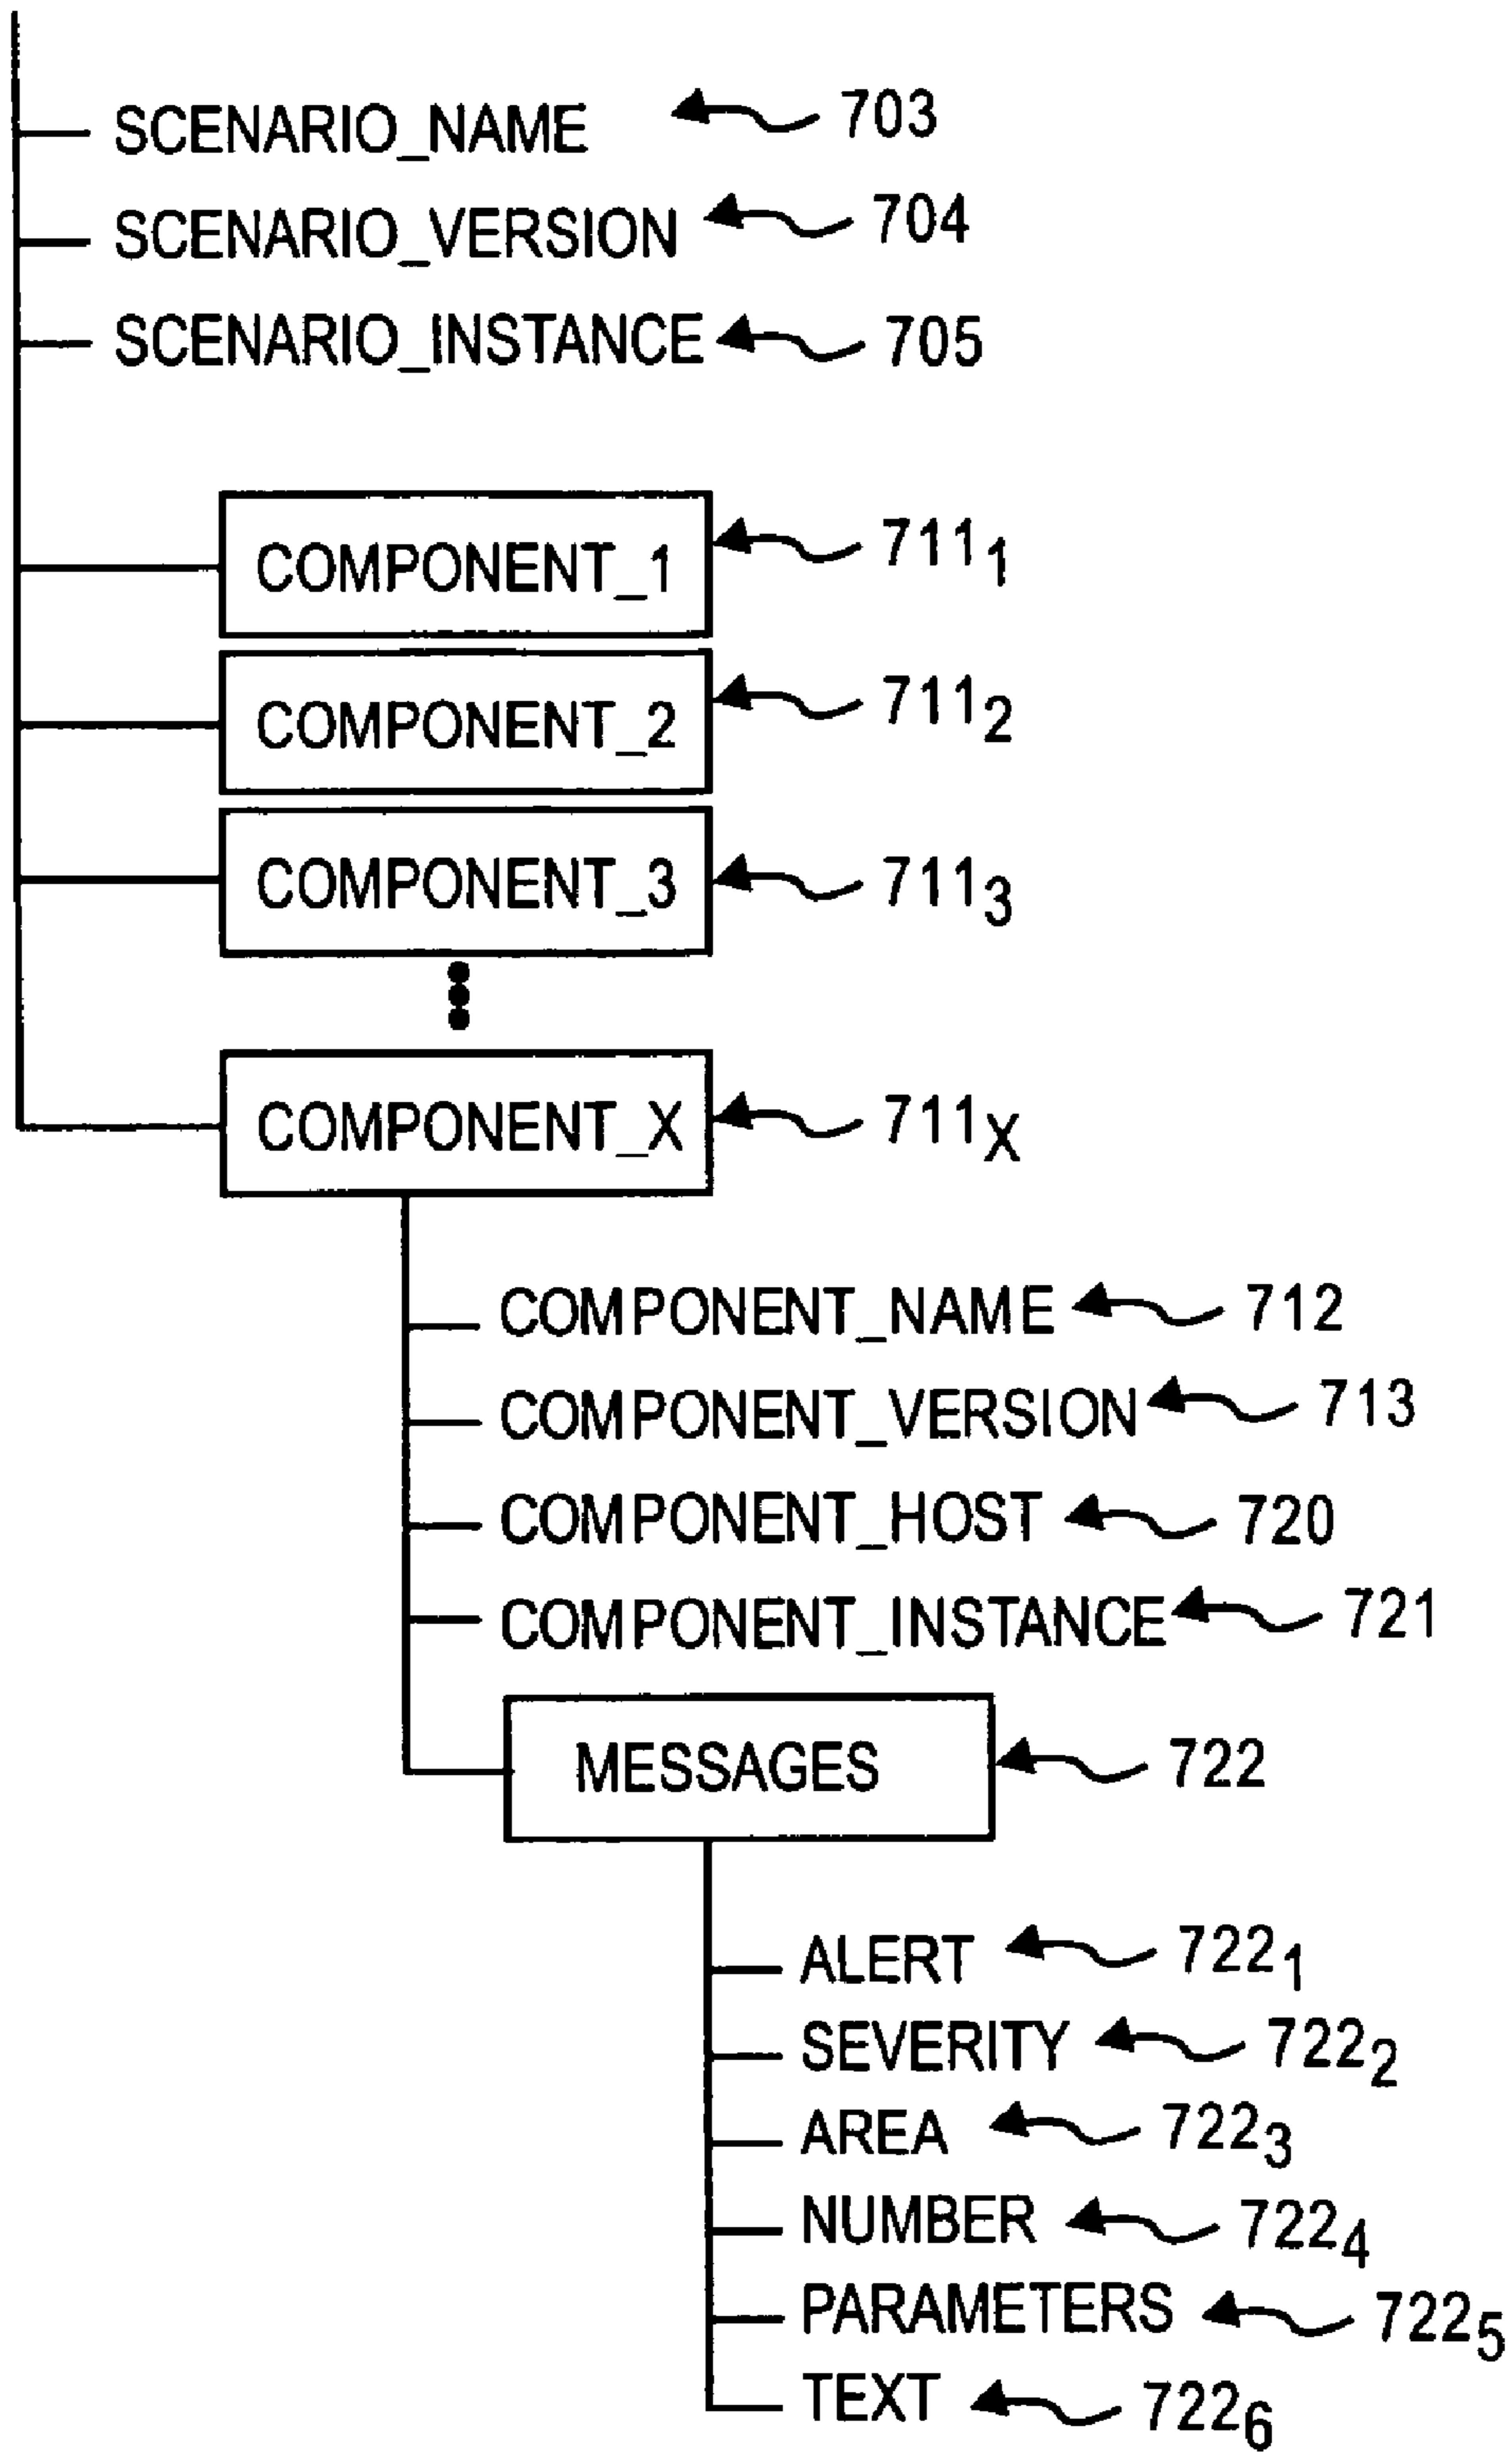 SCENARIO_NAME 703
SCENARIO_VERSION 704
SCENARIO_INSTANCE 705
COMPONENT_1 711₁
COMPONENT_2 711₂
COMPONENT_3 711₃
COMPONENT_X 711ₓ
COMPONENT_NAME 712
COMPONENT_VERSION 713
COMPONENT_HOST 720
COMPONENT_INSTANCE 721
MESSAGES 722
ALERT 722₁
SEVERITY 722₂
AREA 722₃
NUMBER 722₄
PARAMETERS 722₅
TEXT 722₆